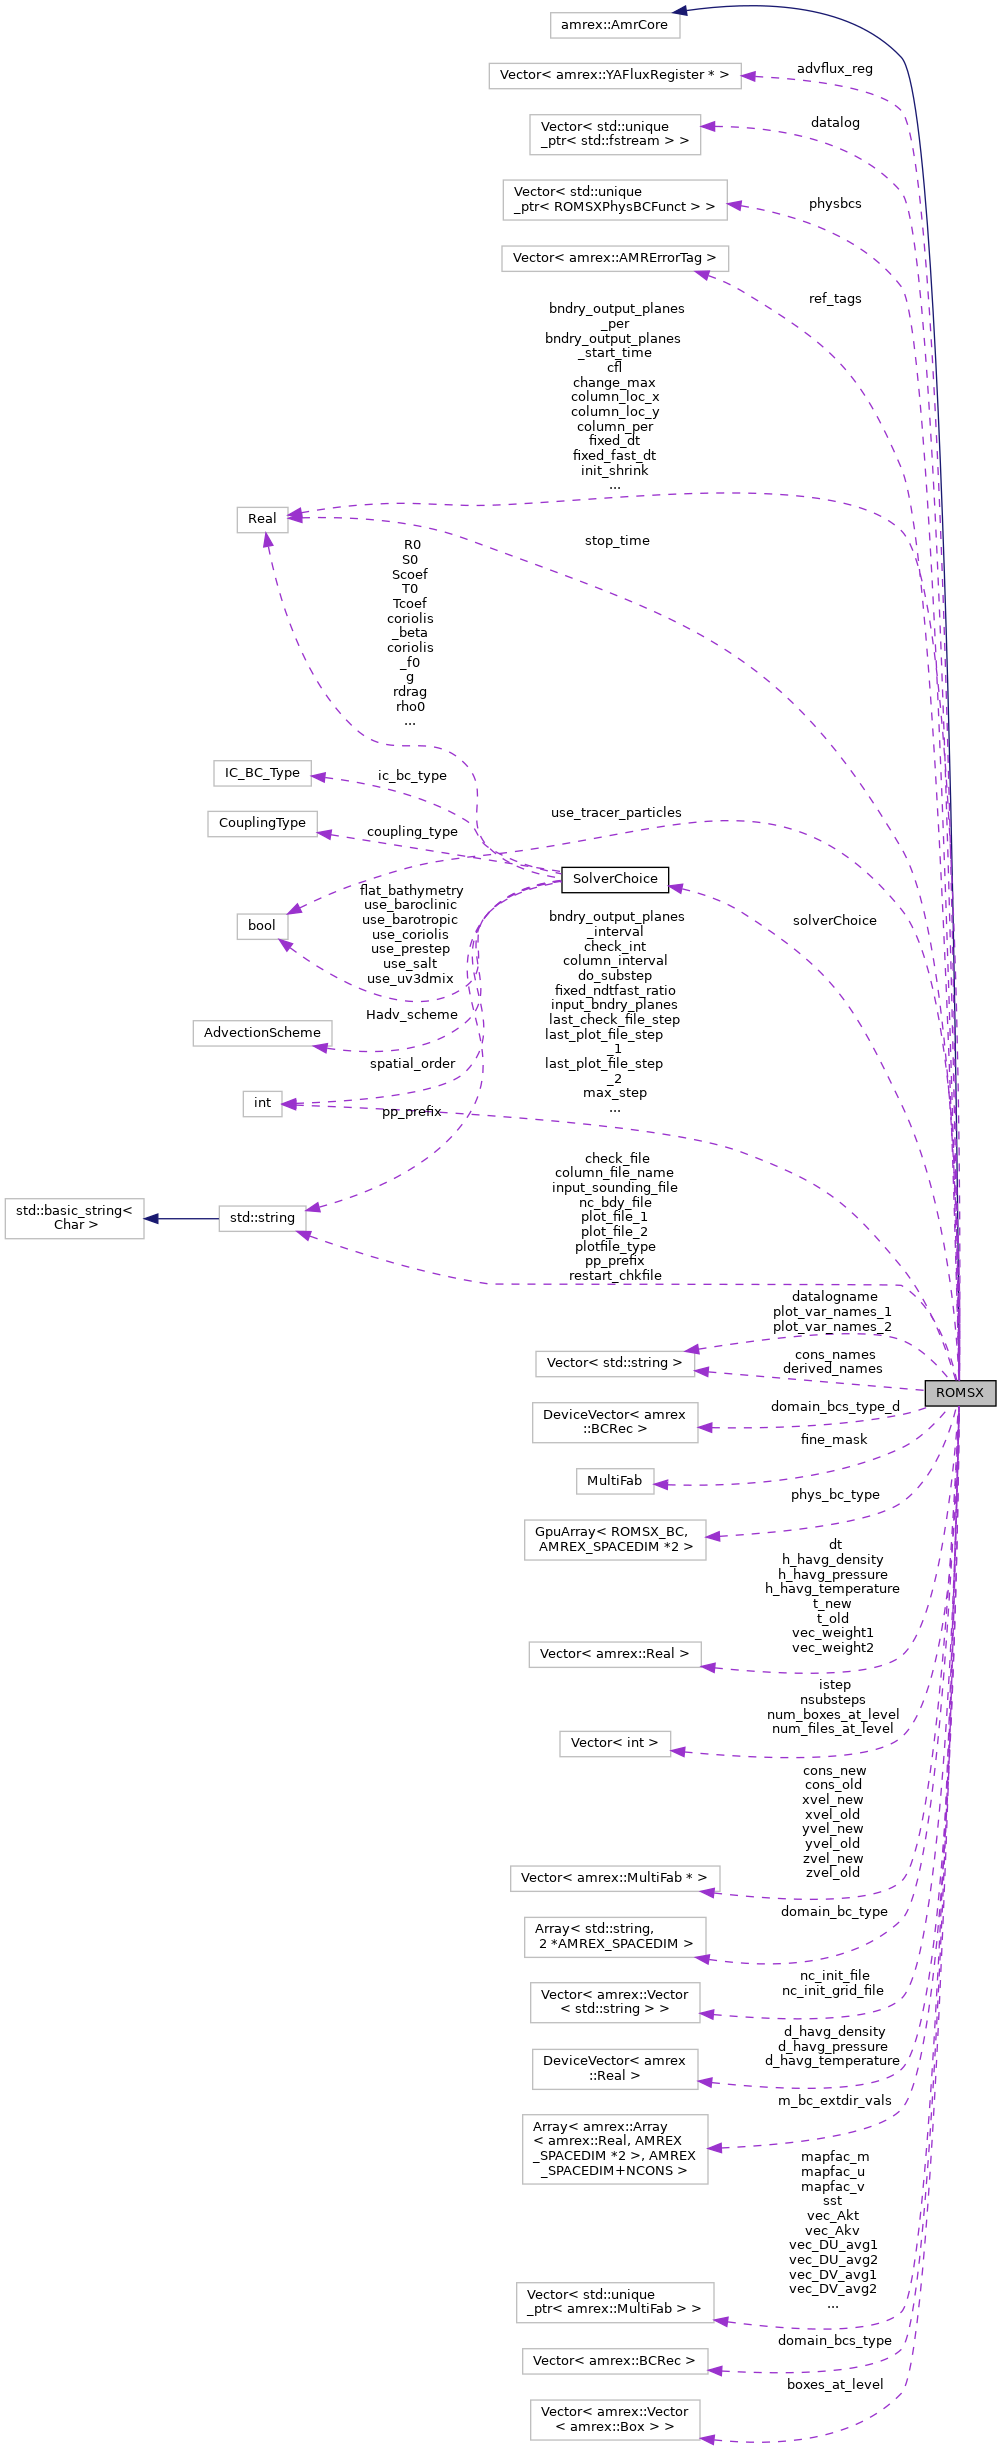 amrex::AmrCore
Vector< amrex::YAFluxRegister * >
advflux_reg
datalog
Vector< std::unique
_ptr< std::fstream > >
Vector< std::unique
_ptr< ROMSXPhysBCFunct > >
physbcs
Vector< amrex::AMRErrorTag >
ref_tags
bndry_output_planes
_per
bndry_output_planes
_start_time
cfl
change_max
column_loc_x
column_loc_y
column_per
fixed_dt
fixed_fast_dt
init_shrink
...
Real
stop_time
R0
S0
Scoef
T0
Tcoef
coriolis
_beta
coriolis
_f0
g
rdrag
rho0
...
IC_BC_Type
ic_bc_type
CouplingType
coupling_type
use_tracer_particles
SolverChoice
solverChoice
bool
flat_bathymetry
use_baroclinic
use_barotropic
use_coriolis
use_prestep
use_salt
use_uv3dmix
bndry_output_planes
_interval
check_int
column_interval
do_substep
fixed_ndtfast_ratio
input_bndry_planes
last_check_file_step
last_plot_file_step
_1
last_plot_file_step
_2
max_step
...
Hadv_scheme
AdvectionScheme
spatial_order
int
pp_prefix
check_file
column_file_name
input_sounding_file
nc_bdy_file
plot_file_1
plot_file_2
plotfile_type
pp_prefix
restart_chkfile
std::basic_string<
Char >
std::string
datalogname
plot_var_names_1
plot_var_names_2
Vector< std::string >
cons_names
derived_names
ROMSX
DeviceVector< amrex
::BCRec >
domain_bcs_type_d
fine_mask
MultiFab
phys_bc_type
GpuArray< ROMSX_BC,
AMREX_SPACEDIM *2 >
dt
h_havg_density
h_havg_pressure
h_havg_temperature
t_new
t_old
vec_weight1
vec_weight2
Vector< amrex::Real >
istep
nsubsteps
num_boxes_at_level
num_files_at_level
Vector< int >
cons_new
cons_old
xvel_new
xvel_old
yvel_new
yvel_old
zvel_new
zvel_old
Vector< amrex::MultiFab * >
domain_bc_type
Array< std::string,
2 *AMREX_SPACEDIM >
nc_init_file
nc_init_grid_file
Vector< amrex::Vector
< std::string > >
d_havg_density
d_havg_pressure
d_havg_temperature
DeviceVector< amrex
::Real >
m_bc_extdir_vals
Array< amrex::Array
< amrex::Real, AMREX
_SPACEDIM *2 >, AMREX
_SPACEDIM+NCONS >
mapfac_m
mapfac_u
mapfac_v
sst
vec_Akt
vec_Akv
vec_DU_avg1
vec_DU_avg2
vec_DV_avg1
vec_DV_avg2
...
Vector< std::unique
_ptr< amrex::MultiFab > >
domain_bcs_type
Vector< amrex::BCRec >
boxes_at_level
Vector< amrex::Vector
< amrex::Box > >